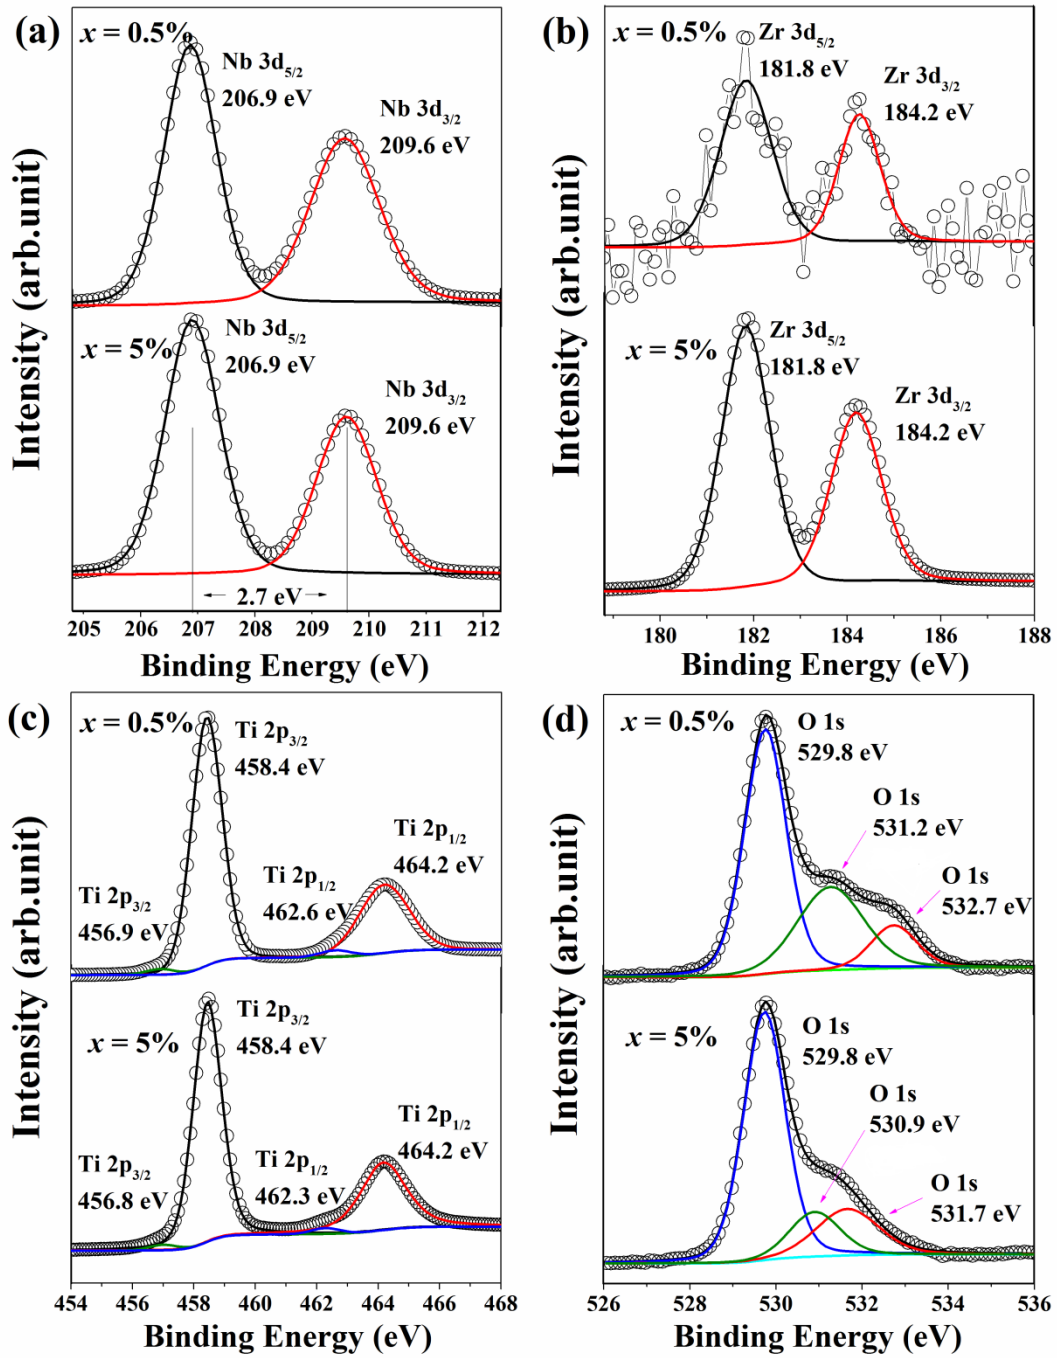 (a)
x = 0.5%
Nb 3d5/2
206.9 eV
Nb 3d3/2
209.6 eV
x = 5%
Nb 3d5/2
206.9 eV
Nb 3d3/2
209.6 eV
2.7 eV
205 206 207 208 209 210 211 212
Binding Energy (eV)
Intensity (arb.unit)
(b)
x = 0.5%
Zr 3d5/2
181.8 eV
Zr 3d3/2
184.2 eV
x = 5%
Zr 3d5/2
181.8 eV
Zr 3d3/2
184.2 eV
180 182 184 186 188
Binding Energy (eV)
Intensity (arb.unit)
(c)
x = 0.5%
Ti 2p3/2
458.4 eV
Ti 2p1/2
464.2 eV
Ti 2p1/2
462.6 eV
Ti 2p3/2
456.9 eV
x = 5%
Ti 2p3/2
458.4 eV
Ti 2p1/2
464.2 eV
Ti 2p1/2
462.3 eV
Ti 2p3/2
456.8 eV
454 456 458 460 462 464 466 468
Binding Energy (eV)
Intensity (arb.unit)
(d)
x = 0.5%
O 1s
529.8 eV
O 1s
531.2 eV
O 1s
532.7 eV
x = 5%
O 1s
529.8 eV
O 1s
530.9 eV
O 1s
531.7 eV
526 528 530 532 534 536
Binding Energy (eV)
Intensity (arb.unit)